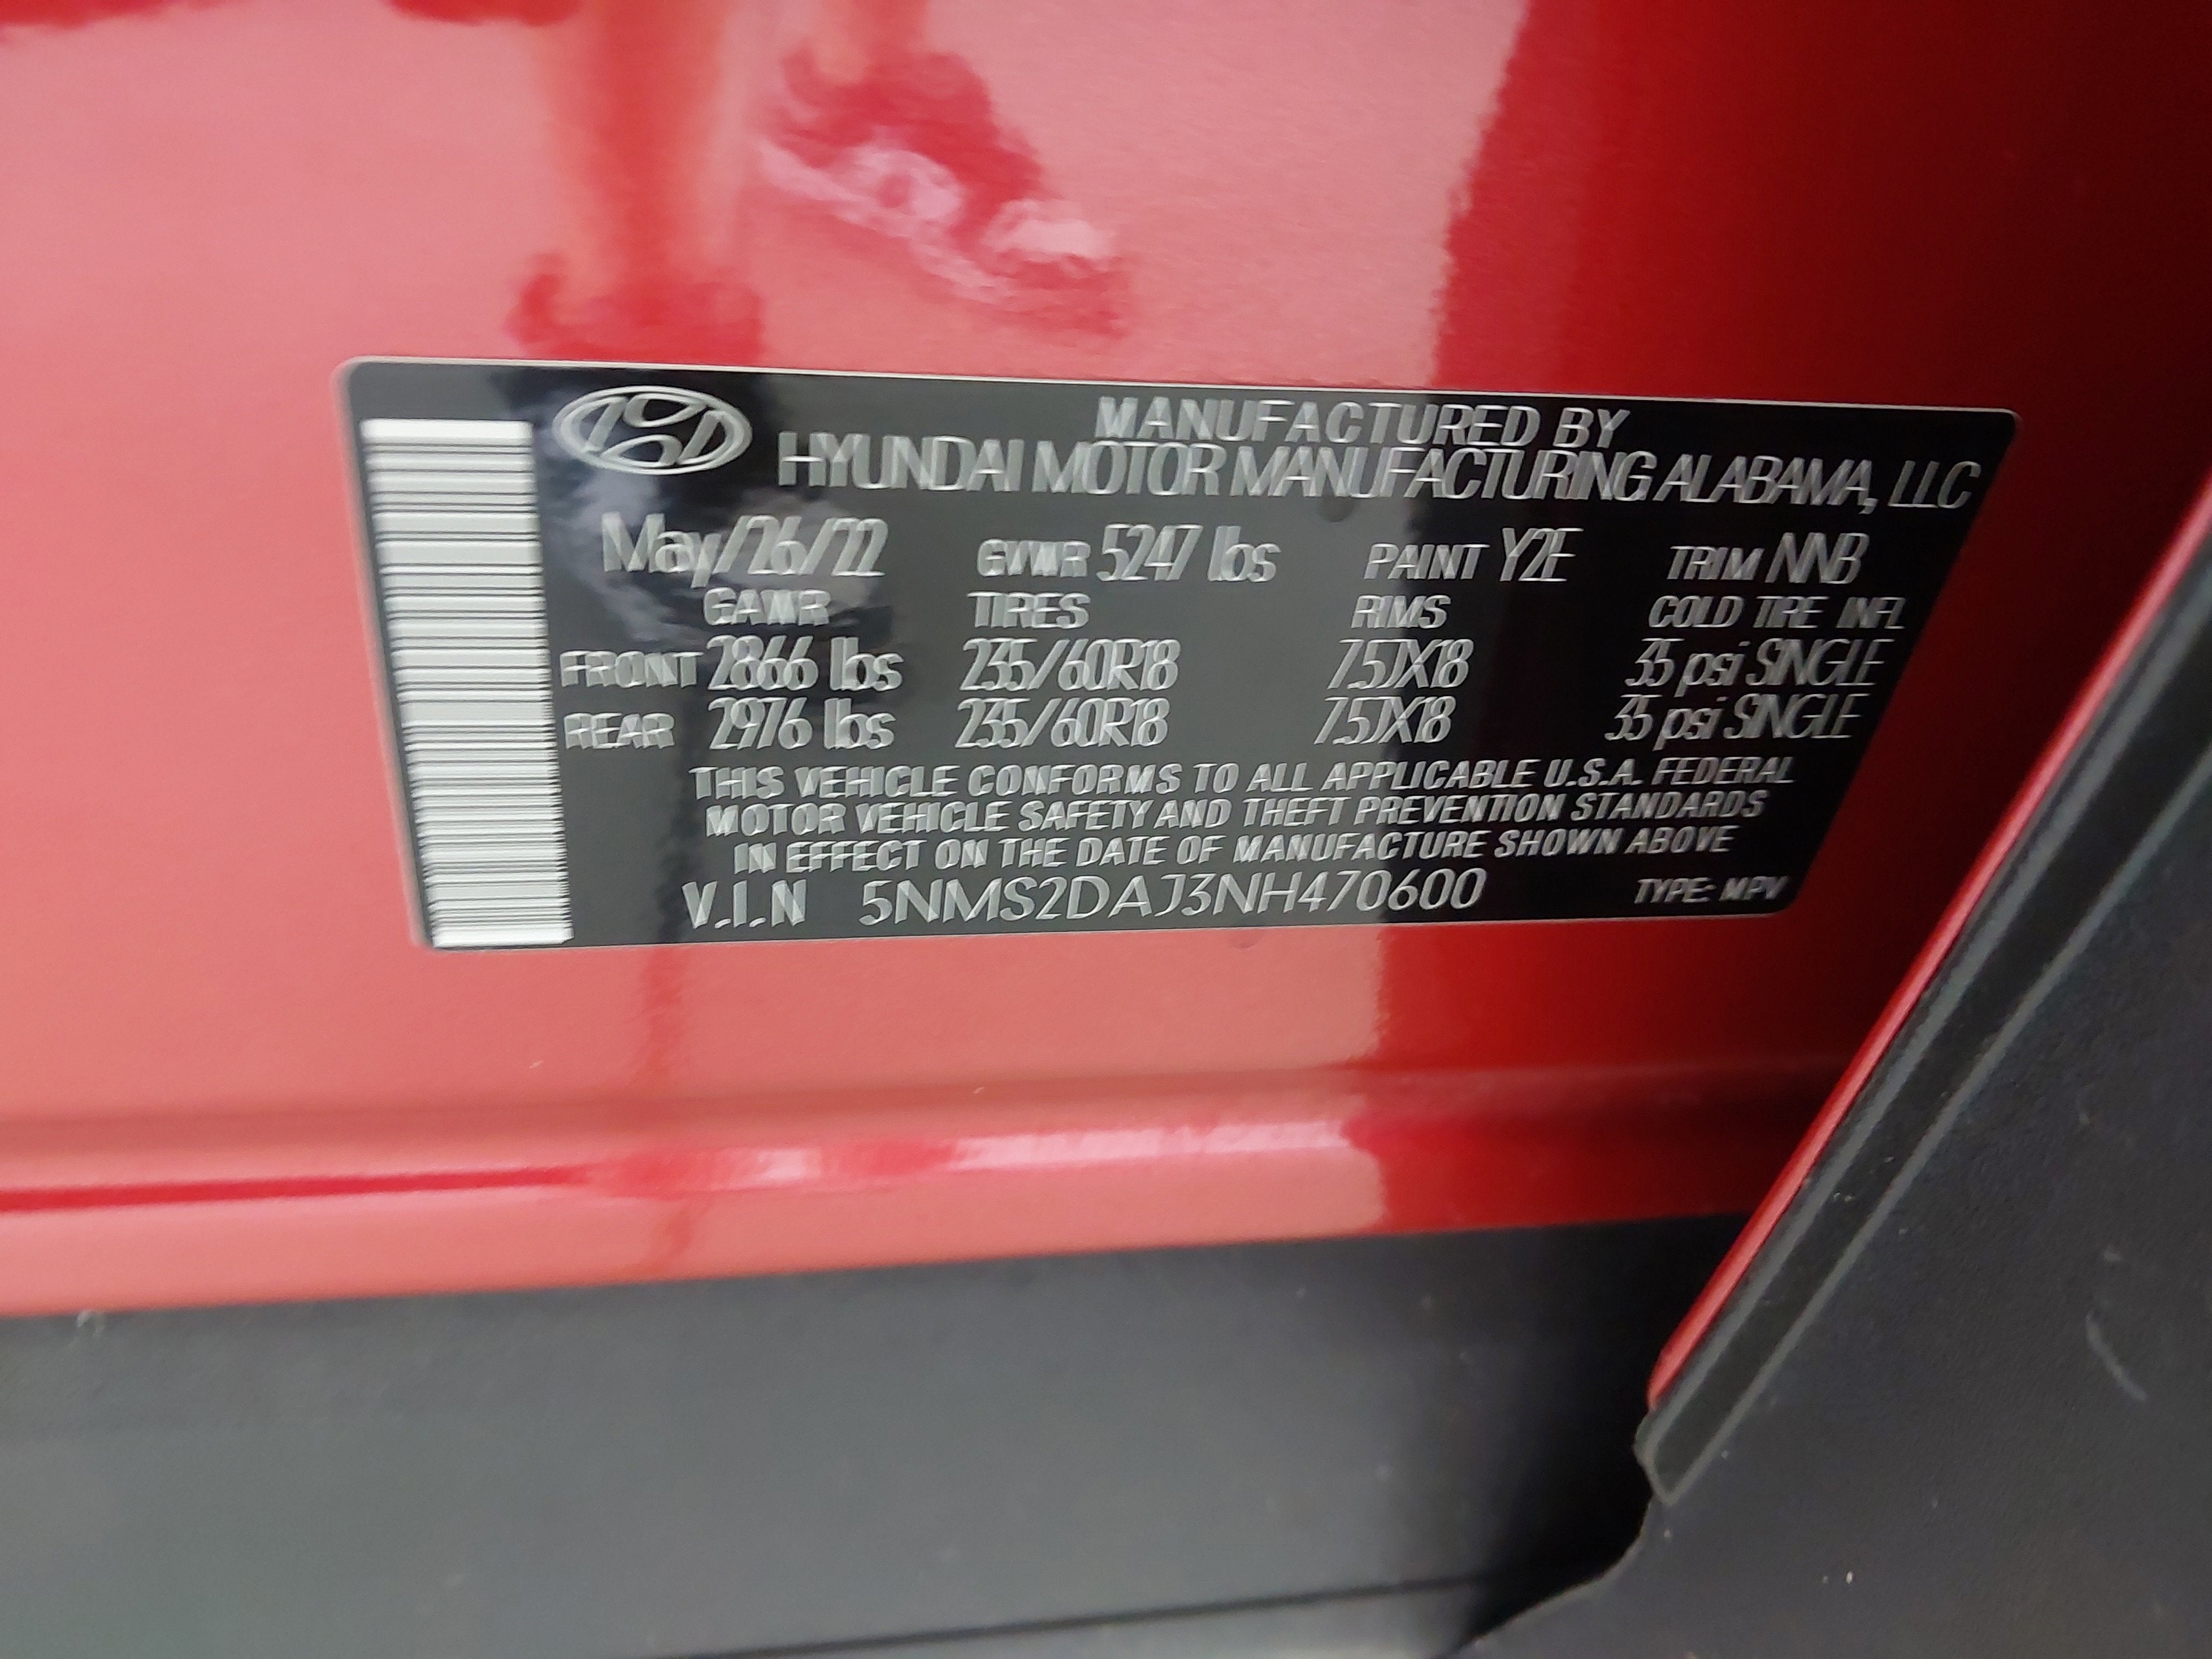 MANUFACTURED BY
HYUNDAI MOTOR MANUFACTURING ALABAMA, LLC
May/26/22 GVWR 5247 lbs PAINT Y2E TRIM NNB
GAWR TIRES RIMS COLD TIRE INFL
FRONT 2866 lbs 235/60R18 7.5JX18 35 psi SINGLE
REAR 2976 lbs 235/60R18 7.5JX18 35 psi SINGLE
THIS VEHICLE CONFORMS TO ALL APPLICABLE U.S.A. FEDERAL
MOTOR VEHICLE SAFETY AND THEFT PREVENTION STANDARDS
IN EFFECT ON THE DATE OF MANUFACTURE SHOWN ABOVE
V.I.N 5NMS2DAJ3NH470600 TYPE: MPV